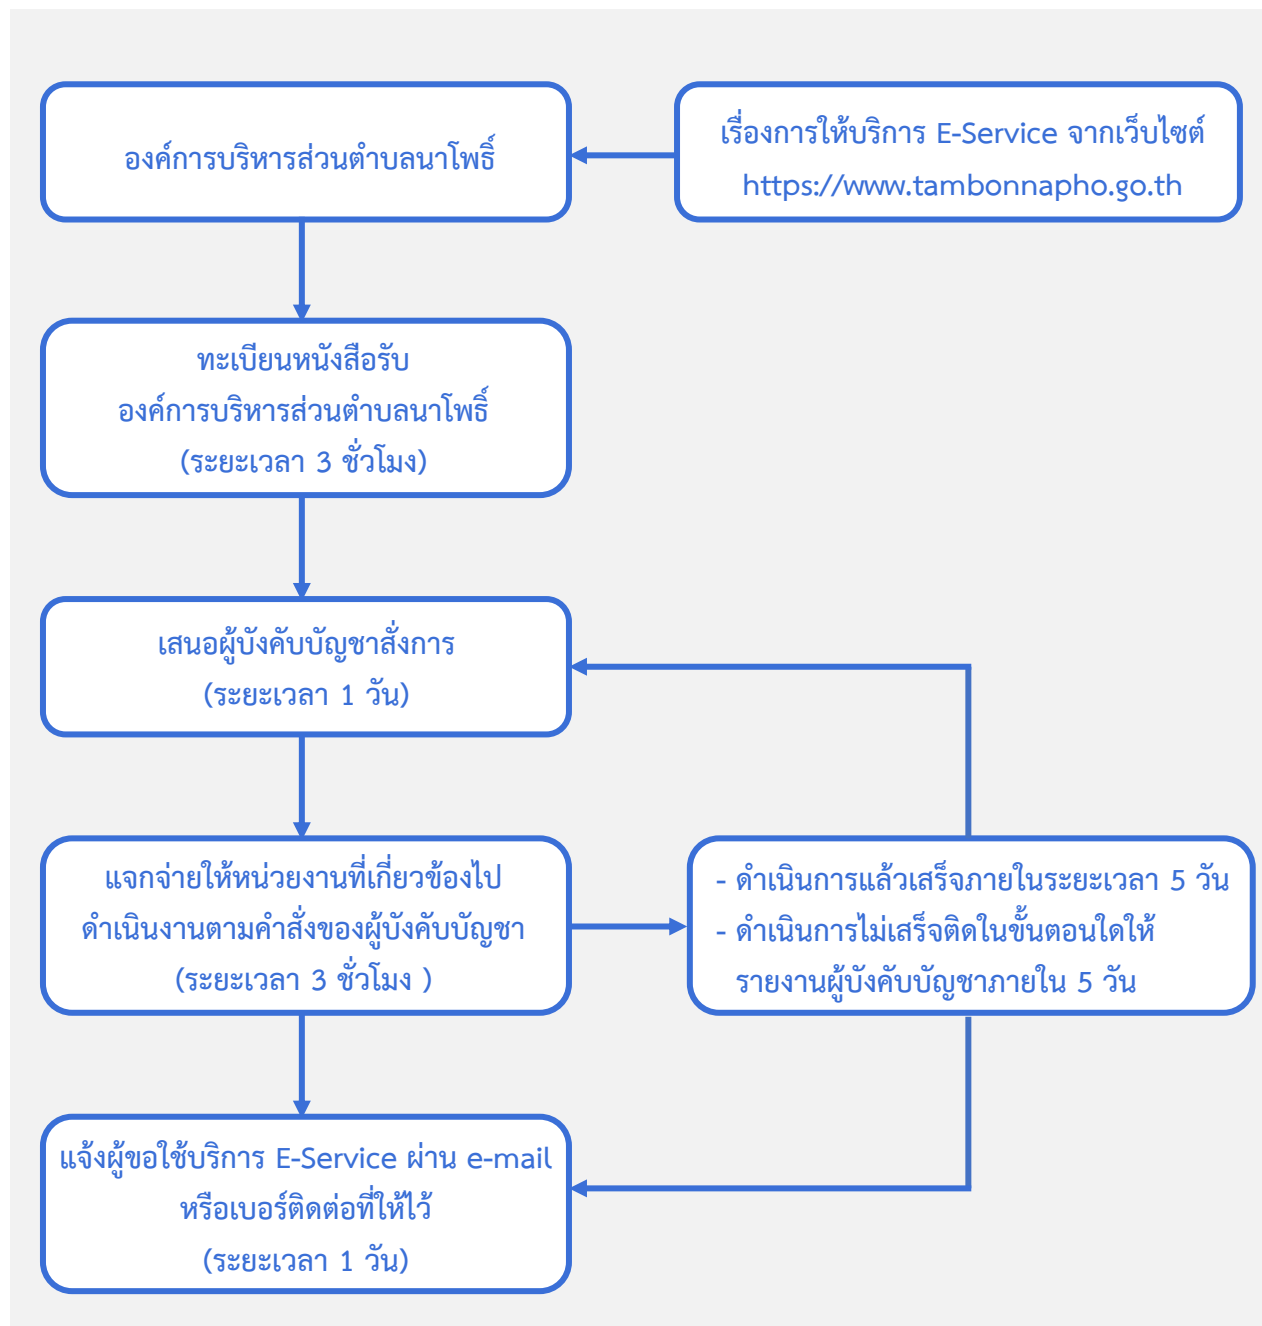 องค์การบริหารส่วนตำบลนาโพธิ์
เรื่องการให้บริการ E-Service จากเว็บไซต์
https://www.tambonnapho.go.th
ทะเบียนหนังสือรับ
องค์การบริหารส่วนตำบลนาโพธิ์
(ระยะเวลา 3 ชั่วโมง)
เสนอผู้บังคับบัญชาสั่งการ
(ระยะเวลา 1 วัน)
แจกจ่ายให้หน่วยงานที่เกี่ยวข้องไป
ดำเนินงานตามคำสั่งของผู้บังคับบัญชา
(ระยะเวลา 3 ชั่วโมง )
- ดำเนินการแล้วเสร็จภายในระยะเวลา 5 วัน
- ดำเนินการไม่เสร็จติดในขั้นตอนใดให้
รายงานผู้บังคับบัญชาภายใน 5 วัน
แจ้งผู้ขอใช้บริการ E-Service ผ่าน e-mail
หรือเบอร์ติดต่อที่ให้ไว้
(ระยะเวลา 1 วัน)